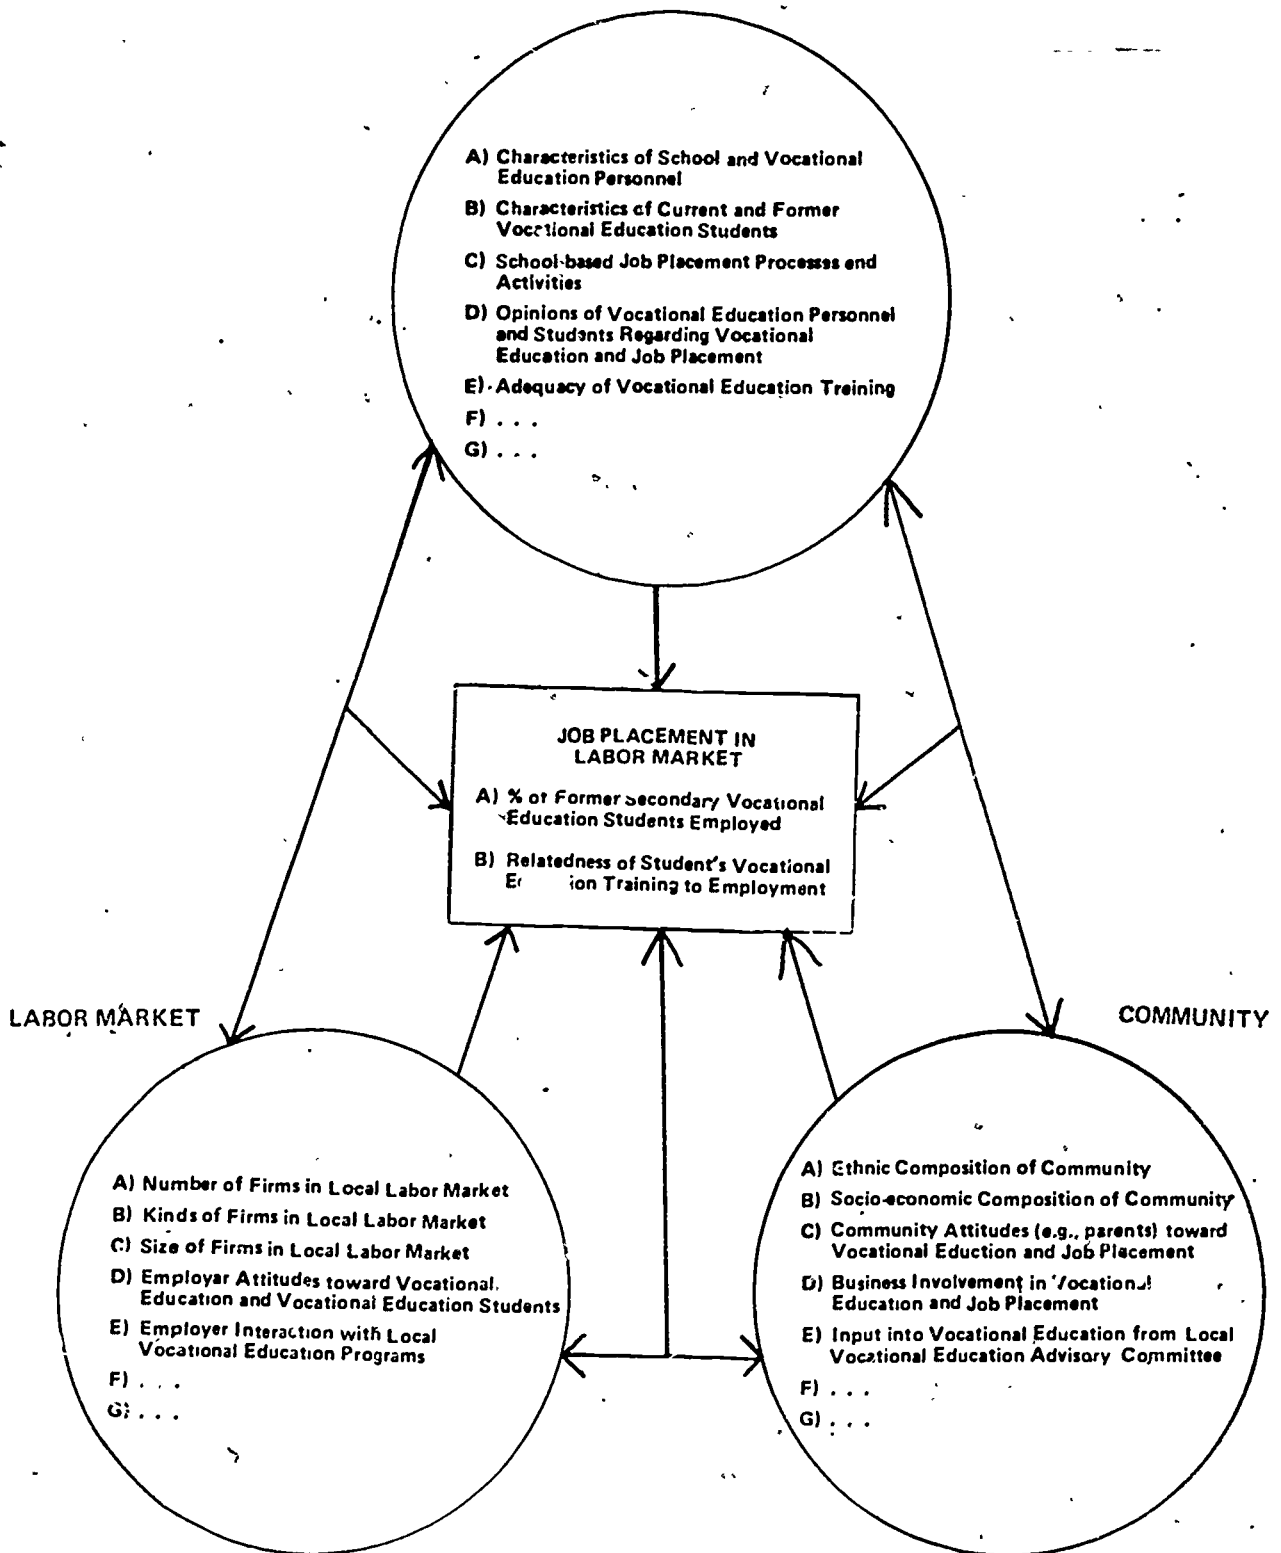 A) Characteristics of School and Vocational
Education Personnel
B) Characteristics of Current and Former
Vocational Education Students
C) School-based Job Placement Processes and
Activities
D) Opinions of Vocational Education Personnel
and Students Regarding Vocational
Education and Job Placement
E) Adequacy of Vocational Education Training
F) . . .
G) . . .
JOB PLACEMENT IN
LABOR MARKET
A) % of Former Secondary Vocational
Education Students Employed
B) Relatedness of Student's Vocational
Training to Employment
LABOR MARKET
COMMUNITY
A) Number of Firms in Local Labor Market
B) Kinds of Firms in Local Labor Market
C) Size of Firms in Local Labor Market
D) Employer Attitudes toward Vocational
Education and Vocational Education Students
E) Employer Interaction with Local
Vocational Education Programs
F) . . .
G) . . .
A) Ethnic Composition of Community
B) Socio-economic Composition of Community
C) Community Attitudes (e.g., parents) toward
Vocational Eduction and Job Placement
D) Business Involvement in Vocational
Education and Job Placement
E) Input into Vocational Education from Local
Vocational Education Advisory Committee
F) . . .
G) . . .